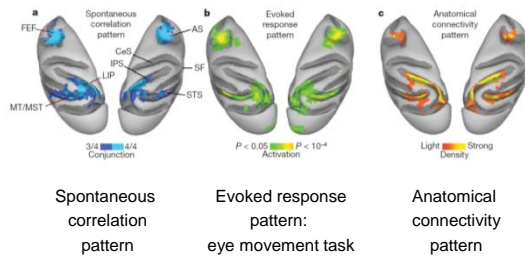 a Spontaneous
correlation
pattern
b Evoked
response
pattern
c Anatomical
connectivity
pattern
FEF
AS
CeS
IPS
LIP
SF
MT/MST
STS
3/4 4/4
Conjunction
P < 0.05 P < 10⁻⁴
Activation
Light Strong
Density
Spontaneous
correlation
pattern
Evoked response
pattern:
eye movement task
Anatomical
connectivity
pattern